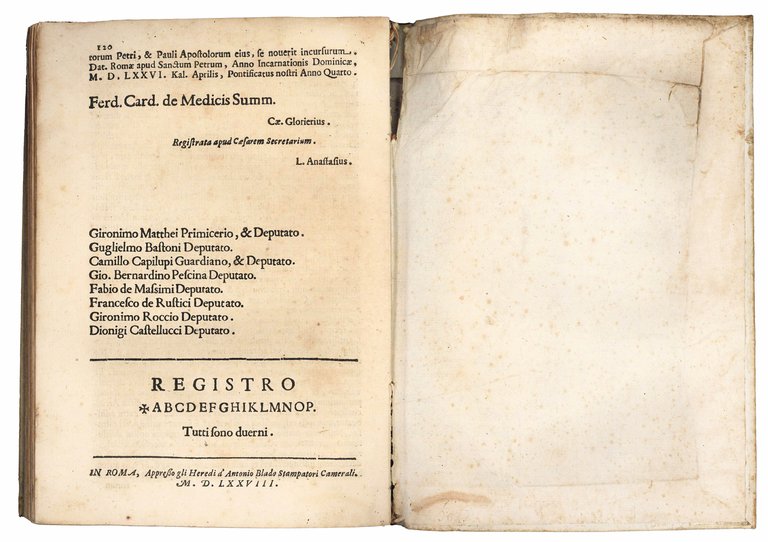 120
torum Petri, & Pauli Apostolorum eius, se nouerit incursurum.
Dat. Romæ apud Sanctum Petrum, Anno Incarnationis Dominicæ,
M. D. LXXVI. Kal. Aprilis, Pontificatus nostri Anno Quarto.
Ferd. Card. de Medicis Summ.
Cæ. Glorierius.
Registrata apud Cæsarem Secretarium.
L. Anastasius.
Gironimo Matthei Primicerio, & Deputato.
Guglielmo Bastoni Deputato.
Camillo Capilupi Guardiano, & Deputato.
Gio. Bernardino Pescina Deputato.
Fabio de Massimi Deputato.
Francesco de Rustici Deputato.
Gironimo Roccio Deputato.
Dionigi Castellucci Deputato.
REGISTRO
✠ABCDEFGHIKLMNOP.
Tutti sono duerni.
IN ROMA, Appresso gli Heredi d'Antonio Blado Stampatori Camerali.
M. D. LXXVIII.